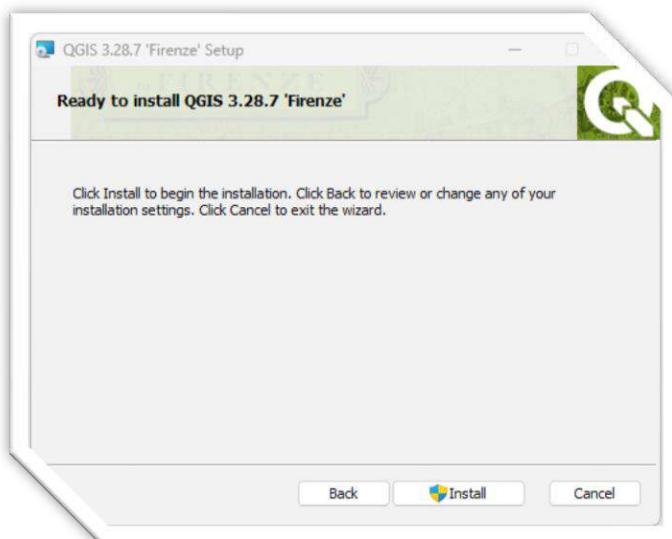 QGIS 3.28.7 'Firenze' Setup
FIRENZE
Ready to install QGIS 3.28.7 'Firenze'
Click Install to begin the installation. Click Back to review or change any of your
installation settings. Click Cancel to exit the wizard.
Back
Install
Cancel